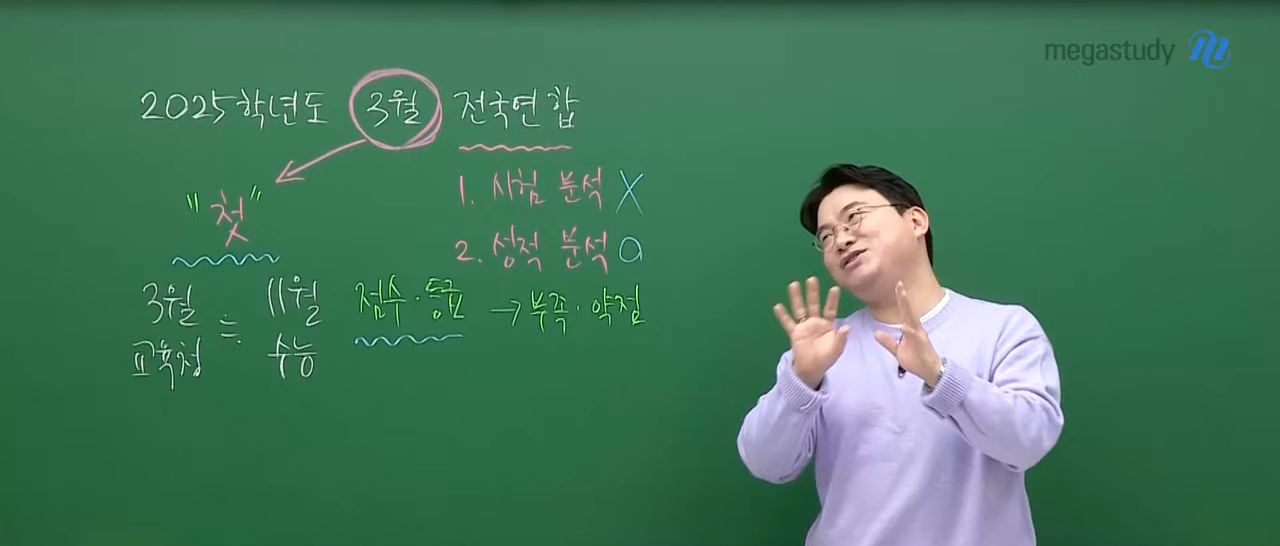 megastudy
2025학년도 3월 전국연합
"첫"
1. 시험 분석 X
2. 성적 분석 a
3월 ≒ 11월 점수·등급 → 부족·약점
교육청 수능